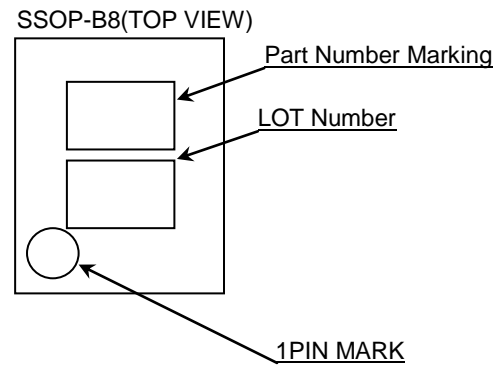 SSOP-B8(TOP VIEW)
Part Number Marking
LOT Number
1PIN MARK